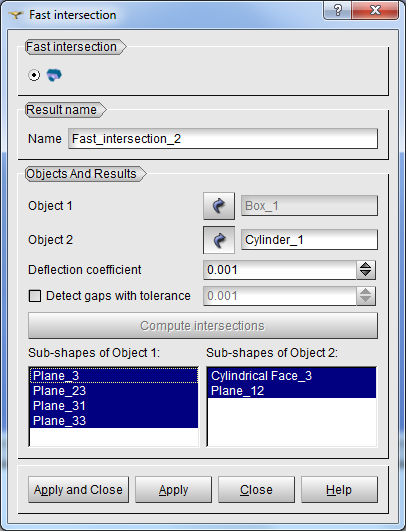 Fast intersection
?
Fast intersection
Result name
Name Fast_intersection_2
Objects And Results
Object 1 Box_1
Object 2 Cylinder_1
Deflection coefficient 0.001
Detect gaps with tolerance 0.001
Compute intersections
Sub-shapes of Object 1: Sub-shapes of Object 2:
Plane_3 Cylindrical Face_3
Plane_23 Plane_12
Plane_31
Plane_33
Apply and Close Apply Close Help